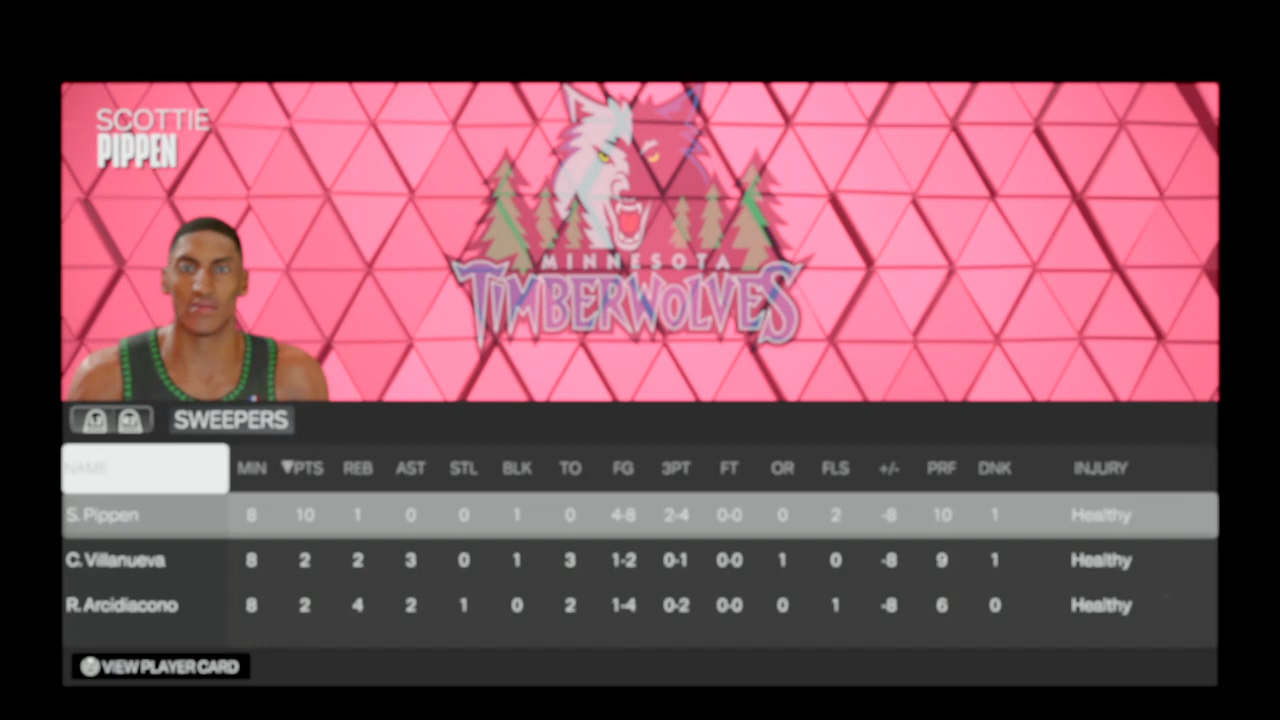 SCOTTIE
PIPPEN
MINNESOTA
TIMBERWOLVES
SWEEPERS
NAME MIN ▼PTS REB AST STL BLK TO FG 3PT FT OR FLS +/- PRF DNK INJURY
S. Pippen 8 10 1 0 0 1 0 4-8 2-4 0-0 0 2 -8 10 1 Healthy
C. Villanueva 8 2 2 3 0 1 3 1-2 0-1 0-0 1 0 -8 9 1 Healthy
R. Arcidiacono 8 2 4 2 1 0 2 1-4 0-2 0-0 0 1 -8 6 0 Healthy
VIEW PLAYER CARD